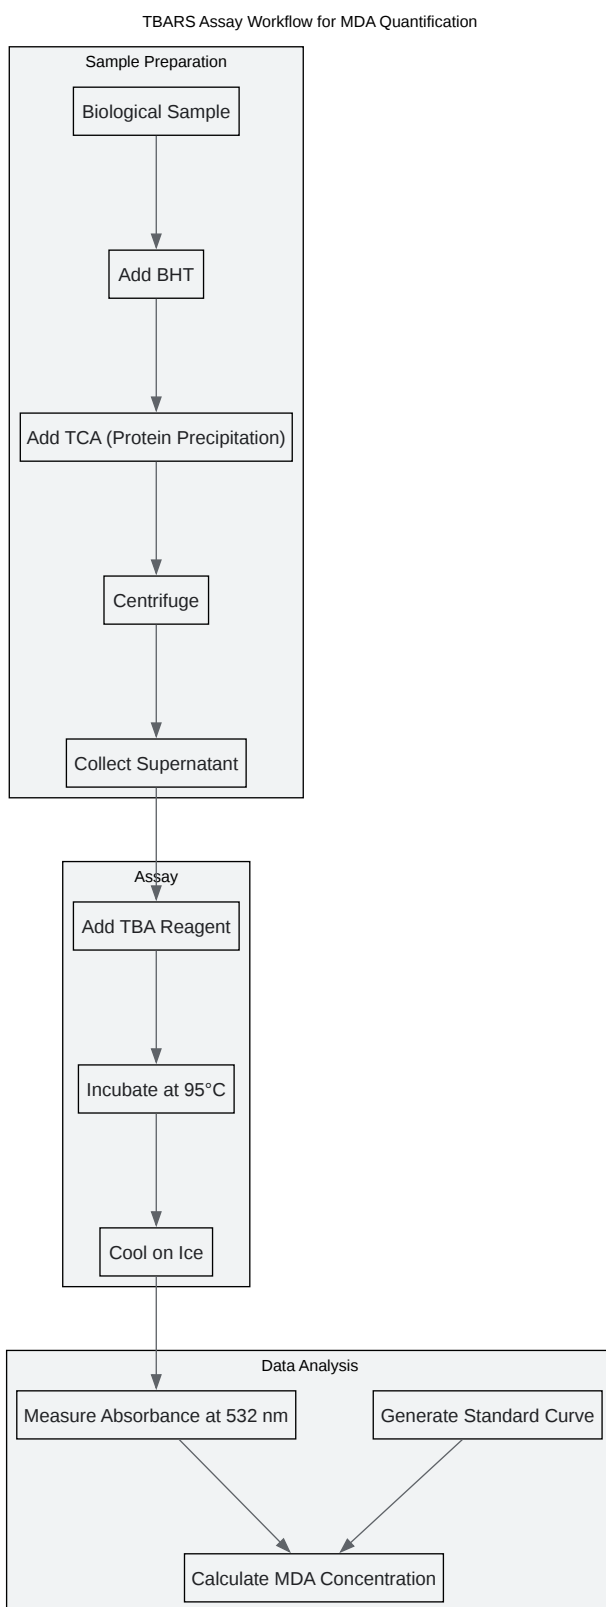 TBARS Assay Workflow for MDA Quantification
Sample Preparation
Biological Sample
Add BHT
Add TCA (Protein Precipitation)
Centrifuge
Collect Supernatant
Assay
Add TBA Reagent
Incubate at 95°C
Cool on Ice
Data Analysis
Measure Absorbance at 532 nm
Generate Standard Curve
Calculate MDA Concentration